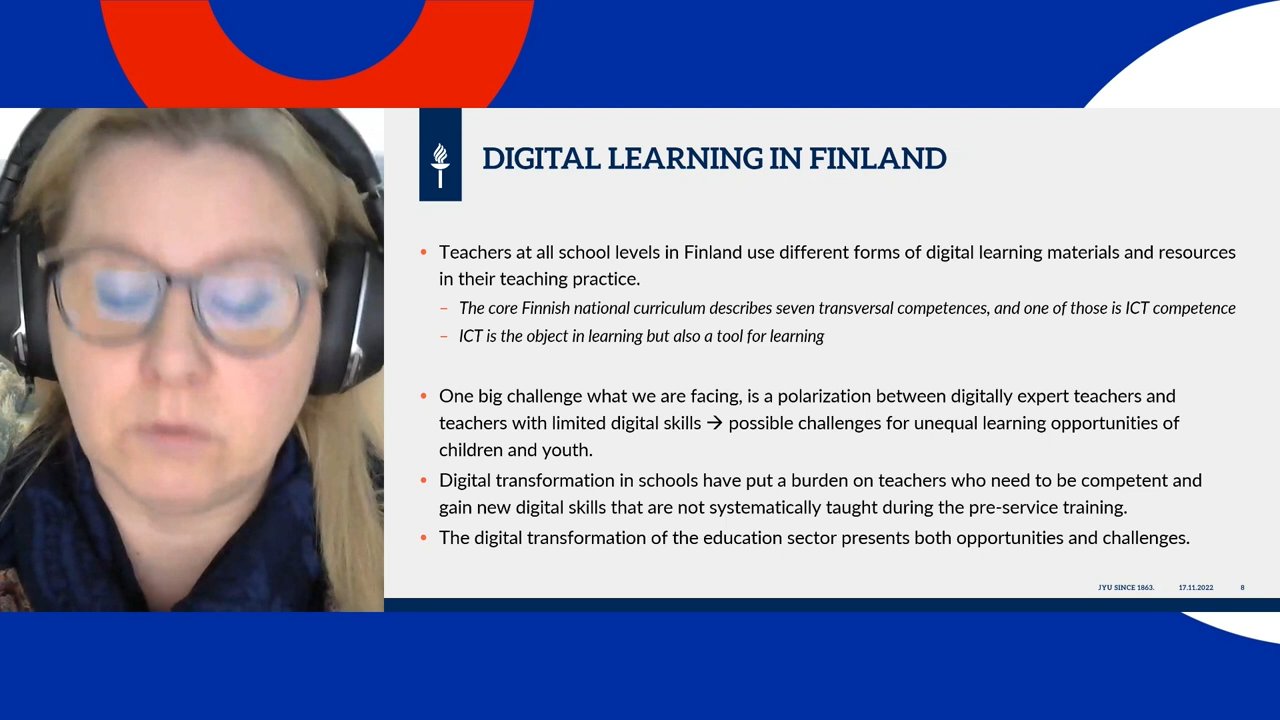 DIGITAL LEARNING IN FINLAND
• Teachers at all school levels in Finland use different forms of digital learning materials and resources
in their teaching practice.
– The core Finnish national curriculum describes seven transversal competences, and one of those is ICT competence
– ICT is the object in learning but also a tool for learning
• One big challenge what we are facing, is a polarization between digitally expert teachers and
teachers with limited digital skills → possible challenges for unequal learning opportunities of
children and youth.
• Digital transformation in schools have put a burden on teachers who need to be competent and
gain new digital skills that are not systematically taught during the pre-service training.
• The digital transformation of the education sector presents both opportunities and challenges.
JYU SINCE 1863. 17.11.2022 8